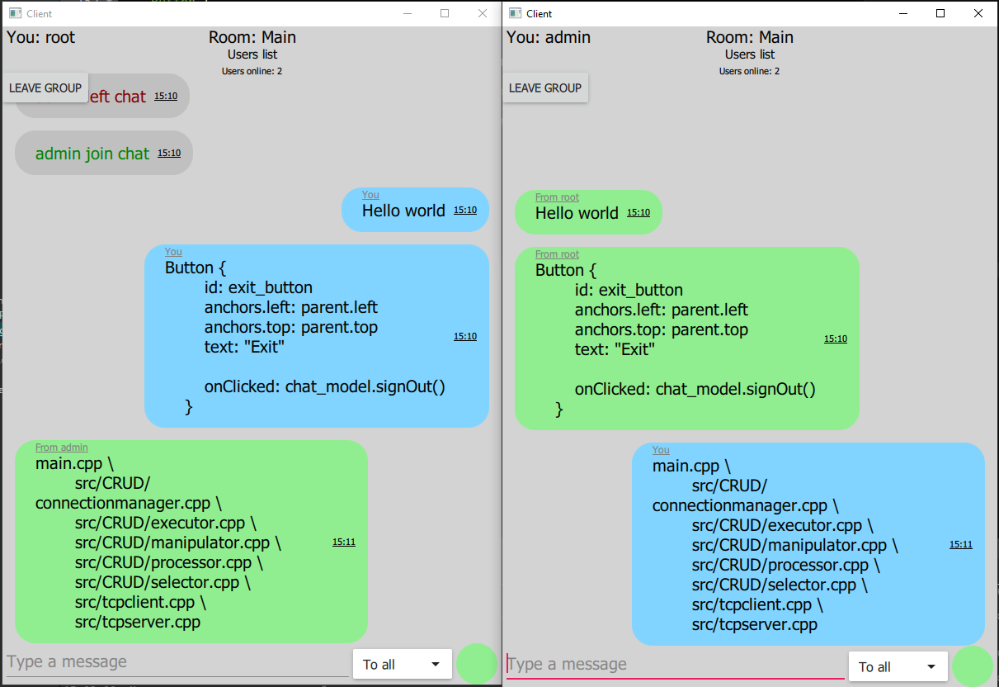 Client
You: root
Room: Main
Users list
Users online: 2
LEAVE GROUP
left chat 15:10
admin join chat 15:10
You
Hello world 15:10
You
Button {
id: exit_button
anchors.left: parent.left
anchors.top: parent.top
text: "Exit"
15:10
onClicked: chat_model.signOut()
}
From admin
main.cpp \
src/CRUD/
connectionmanager.cpp \
src/CRUD/executor.cpp \
src/CRUD/manipulator.cpp \
15:11
src/CRUD/processor.cpp \
src/CRUD/selector.cpp \
src/tcpclient.cpp \
src/tcpserver.cpp
Type a message
To all
Client
You: admin
Room: Main
Users list
Users online: 2
LEAVE GROUP
From root
Hello world 15:10
From root
Button {
id: exit_button
anchors.left: parent.left
anchors.top: parent.top
text: "Exit"
15:10
onClicked: chat_model.signOut()
}
You
main.cpp \
src/CRUD/
connectionmanager.cpp \
src/CRUD/executor.cpp \
src/CRUD/manipulator.cpp \
15:11
src/CRUD/processor.cpp \
src/CRUD/selector.cpp \
src/tcpclient.cpp \
src/tcpserver.cpp
Type a message
To all